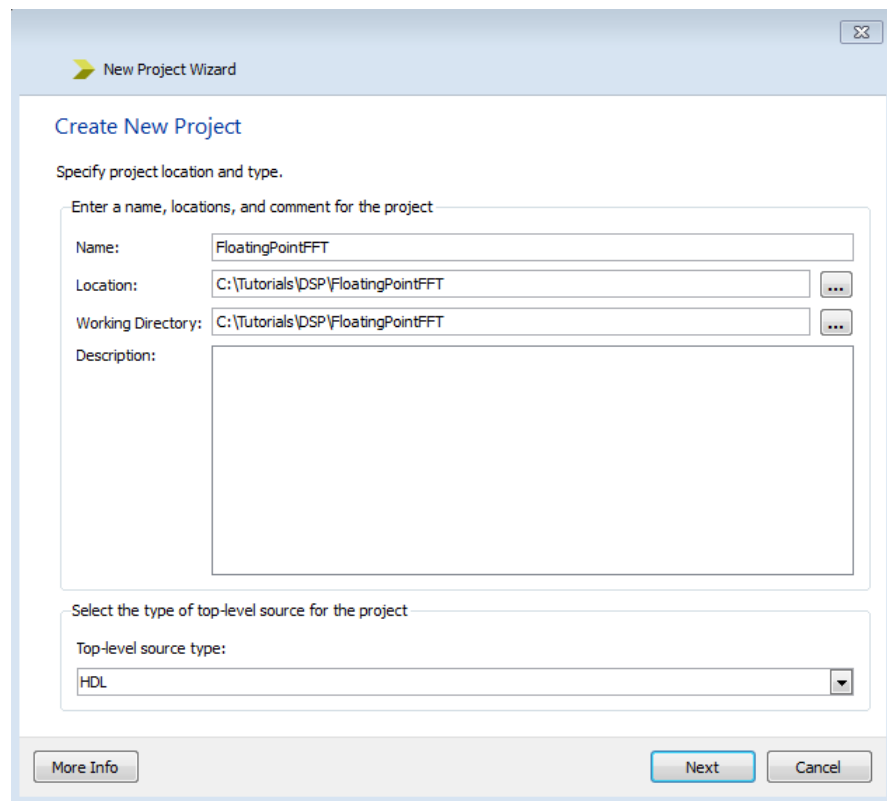 New Project Wizard
Create New Project
Specify project location and type.
Enter a name, locations, and comment for the project
Name: FloatingPointFFT
Location: C:\Tutorials\DSP\FloatingPointFFT ...
Working Directory: C:\Tutorials\DSP\FloatingPointFFT ...
Description:
Select the type of top-level source for the project
Top-level source type:
HDL
More Info Next Cancel